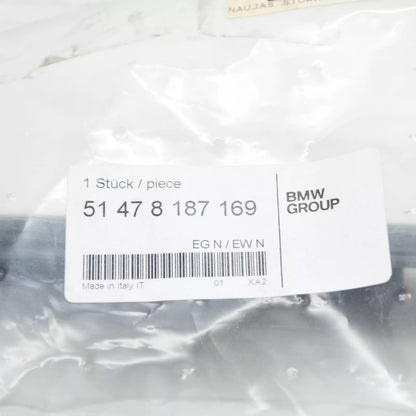 NAUJAS
1 Stück / piece
51 47 8 187 169
BMW
GROUP
EG N / EW N
Made in Italy IT 01 XA2